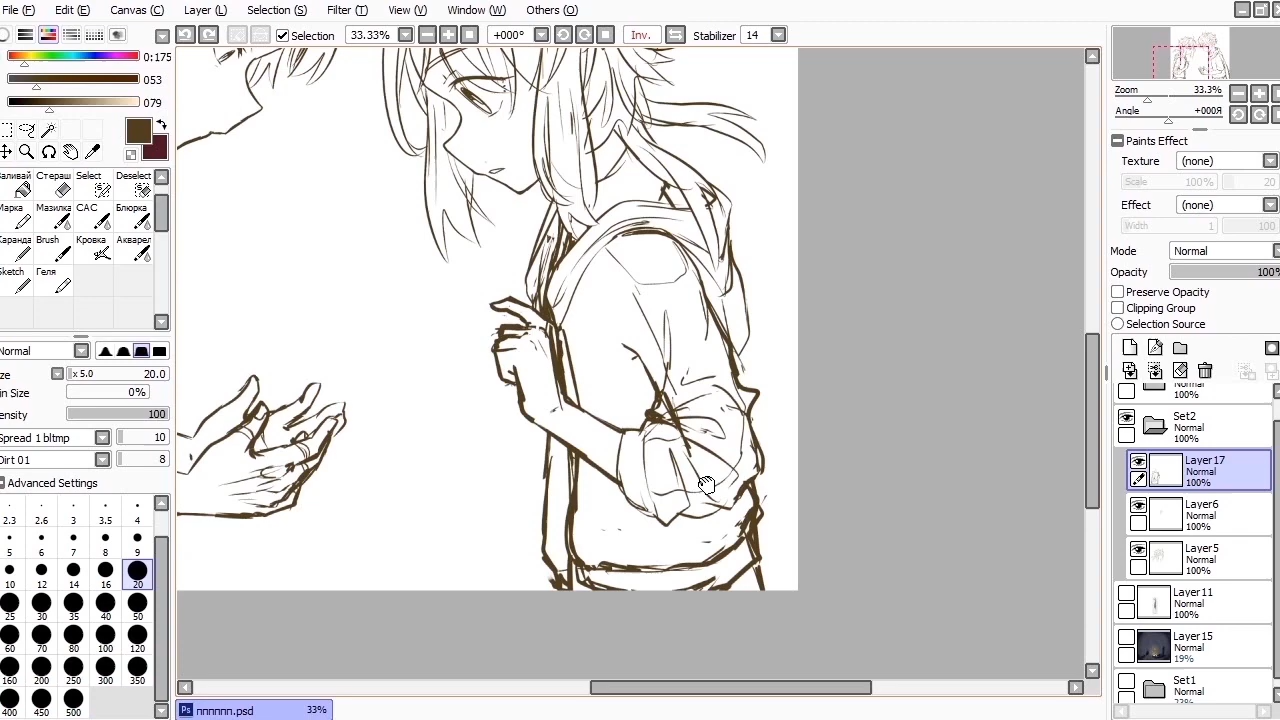 File (F) Edit (E) Canvas (C) Layer (L) Selection (S) Filter (T) View (V) Window (W) Others (O)
Selection 33.33% +000° Inv. Stabilizer 14
0:175
053
079
Заливай Стераш Select Deselect
Марка Мазилка САС Блюрка
Каранда Brush Кровка Акварел
Sketch Геля
Normal
ze x 5.0 20.0
in Size 0%
ensity 100
Spread 1 bltmp 10
Dirt 01 8
Advanced Settings
2.3 2.6 3 3.5 4
5 6 7 8 9
10 12 14 16 20
25 30 35 40 50
60 70 80 100 120
160 200 250 300 350
400 450 500
Zoom 33.3%
Angle +000Я
Paints Effect
Texture (none)
Scale 100% 20
Effect (none)
Width 1 100
Mode Normal
Opacity 100%
Preserve Opacity
Clipping Group
Selection Source
Normal
100%
Set2
Normal
100%
Layer17
Normal
100%
Layer6
Normal
100%
Layer5
Normal
100%
Layer11
Normal
100%
Layer15
Normal
19%
Set1
Normal
Ps пппппп.psd 33%